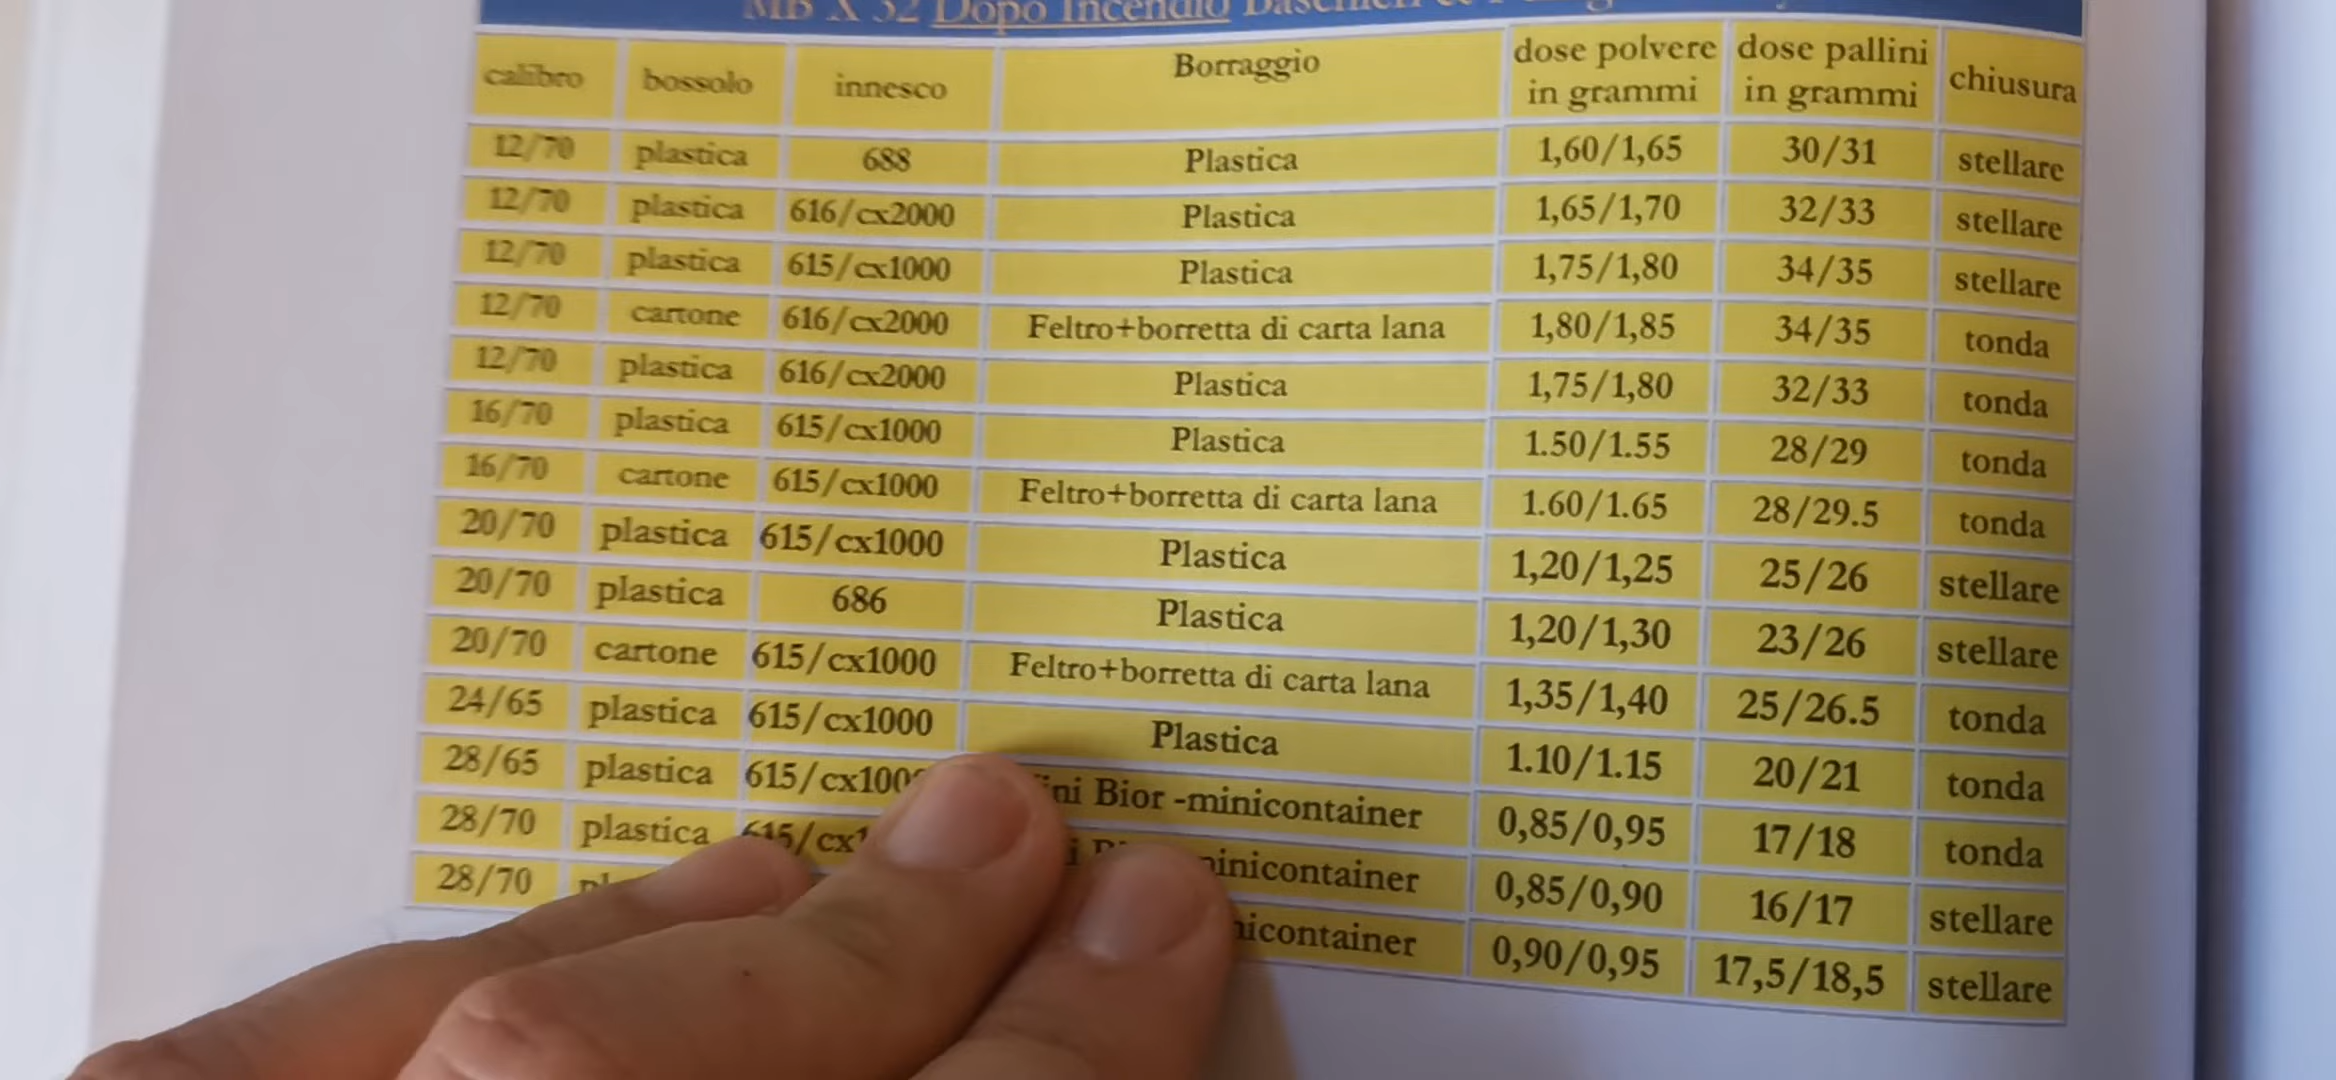 MB X 32 Dopo Incendio
calibro bossolo innesco Borraggio dose polvere in grammi dose pallini in grammi chiusura
12/70 plastica 688 Plastica 1,60/1,65 30/31 stellare
12/70 plastica 616/cx2000 Plastica 1,65/1,70 32/33 stellare
12/70 plastica 615/cx1000 Plastica 1,75/1,80 34/35 stellare
12/70 cartone 616/cx2000 Feltro+borretta di carta lana 1,80/1,85 34/35 tonda
12/70 plastica 616/cx2000 Plastica 1,75/1,80 32/33 tonda
16/70 plastica 615/cx1000 Plastica 1.50/1.55 28/29 tonda
16/70 cartone 615/cx1000 Feltro+borretta di carta lana 1.60/1.65 28/29.5 tonda
20/70 plastica 615/cx1000 Plastica 1,20/1,25 25/26 stellare
20/70 plastica 686 Plastica 1,20/1,30 23/26 stellare
20/70 cartone 615/cx1000 Feltro+borretta di carta lana 1,35/1,40 25/26.5 tonda
24/65 plastica 615/cx1000 Plastica 1.10/1.15 20/21 tonda
28/65 plastica 615/cx100 Bior -minicontainer 0,85/0,95 17/18 tonda
28/70 plastica 615/cx1 inicontainer 0,85/0,90 16/17 stellare
28/70 nicontainer 0,90/0,95 17,5/18,5 stellare